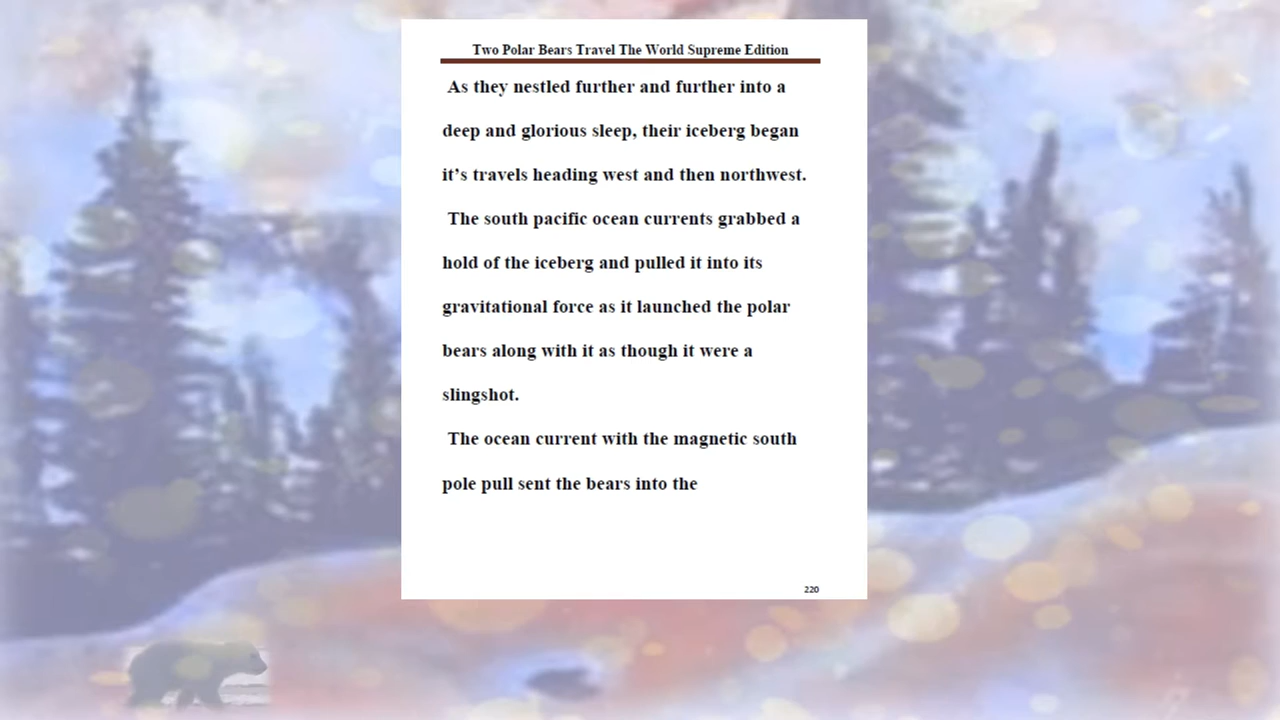 Two Polar Bears Travel The World Supreme Edition
As they nestled further and further into a
deep and glorious sleep, their iceberg began
it’s travels heading west and then northwest.
The south pacific ocean currents grabbed a
hold of the iceberg and pulled it into its
gravitational force as it launched the polar
bears along with it as though it were a
slingshot.
The ocean current with the magnetic south
pole pull sent the bears into the
220